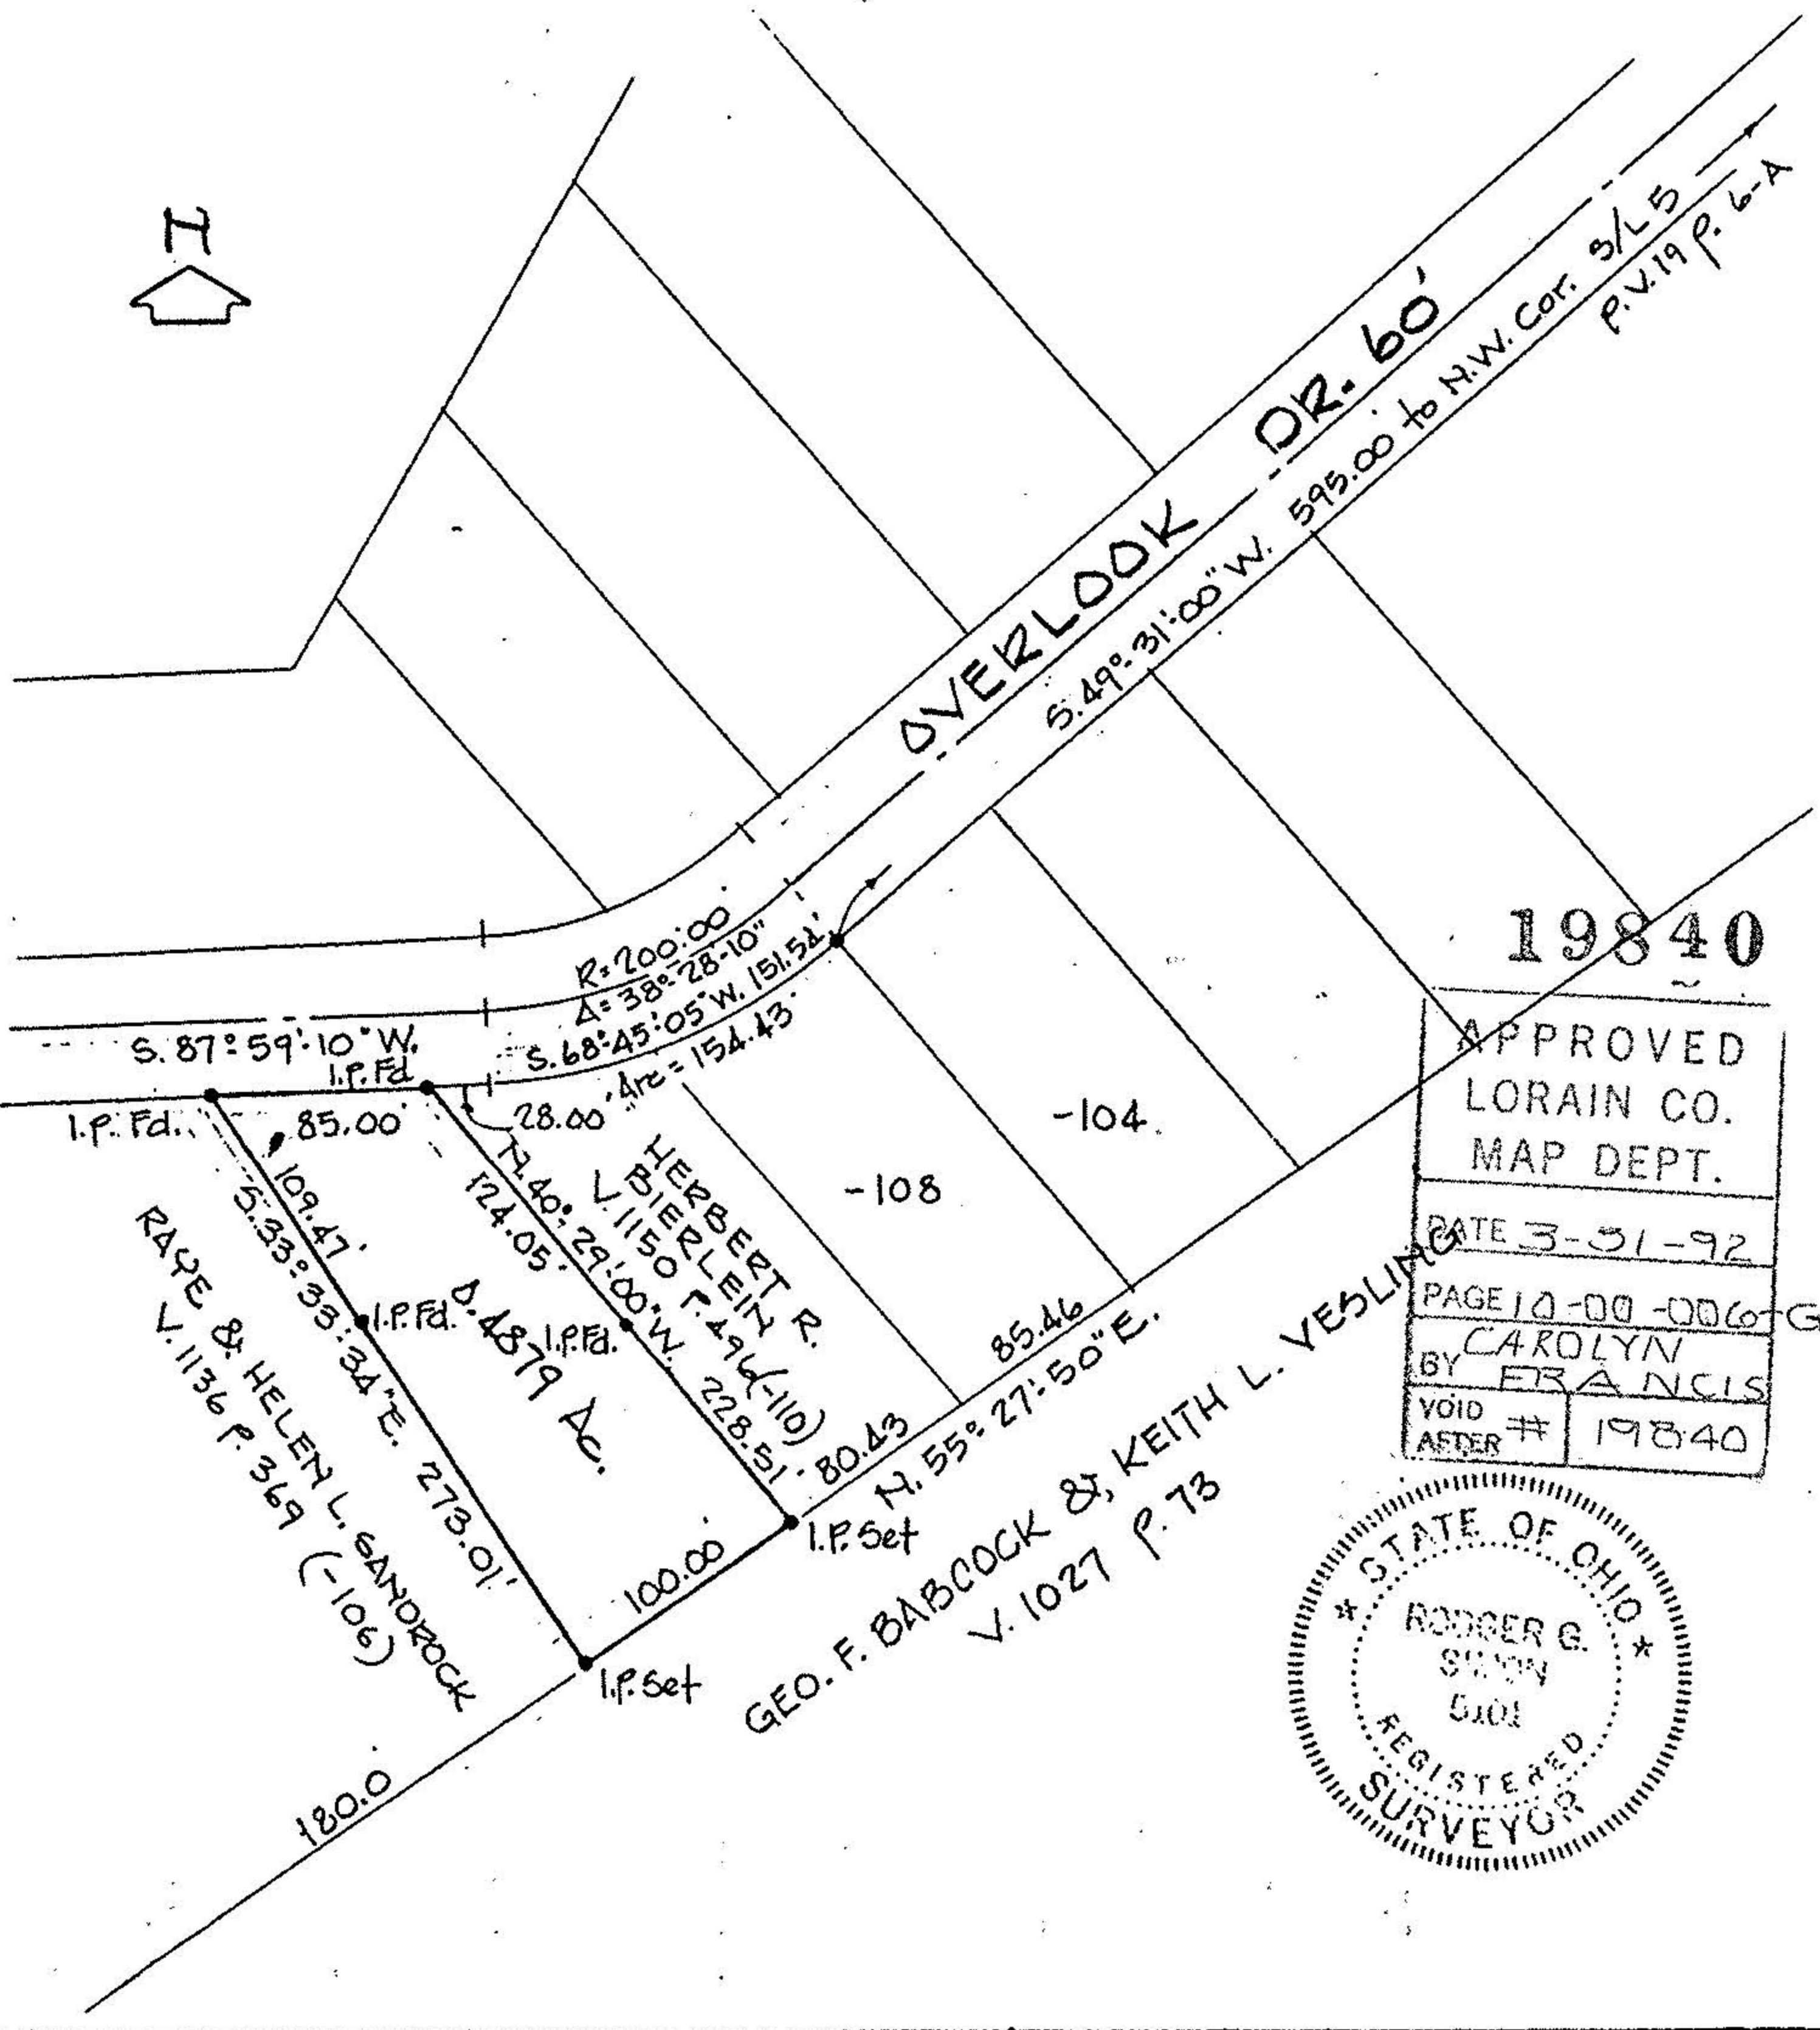 N
OVERLOOK DR. 60'
S.49°-31'-00"W. 595.00' to N.W. Cor. S/L 5
P.V.19 P. 6-A
R=200.00'
Δ=38°-28'-10"
S.68°-45'-05"W. 151.54'
Arc = 154.43'
S. 87°-59'-10"W.
I.P. Fd.
I.P. Fd.
85.00'
28.00'
109.47'
S.33°-33'-34"E. 273.01'
RAYE & HELEN L. SANDROCK
V.1136 P. 369 (-106)
I.P. Fd.
0.4879 Ac.
I.P. Fd.
124.05'
N.40°-29'-00"W. 228.51'
HERBERT R.
BIERLEIN
V.1150 P.496(-110)
-108
-104
80.43
85.46
N. 55°-27'-50"E.
100.00'
I.P. Set
I.P. Set
180.0
GEO. F. BABCOCK &, KEITH L. VESLING
V. 1027 P. 73
19840
APPROVED
LORAIN CO.
MAP DEPT.
DATE 3-31-92
PAGE 10-00-006-G
BY CAROLYN
FRANCIS
VOID
AFTER # 19840
STATE OF OHIO
RODGER G.
5101
REGISTERED
SURVEYOR